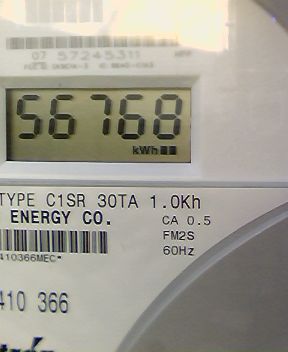 07 57245311
56768
kWh
TYPE C1SR 30TA 1.0Kh
ENERGY CO.
CA 0.5
FM2S
60Hz
410366MEC*
410 366